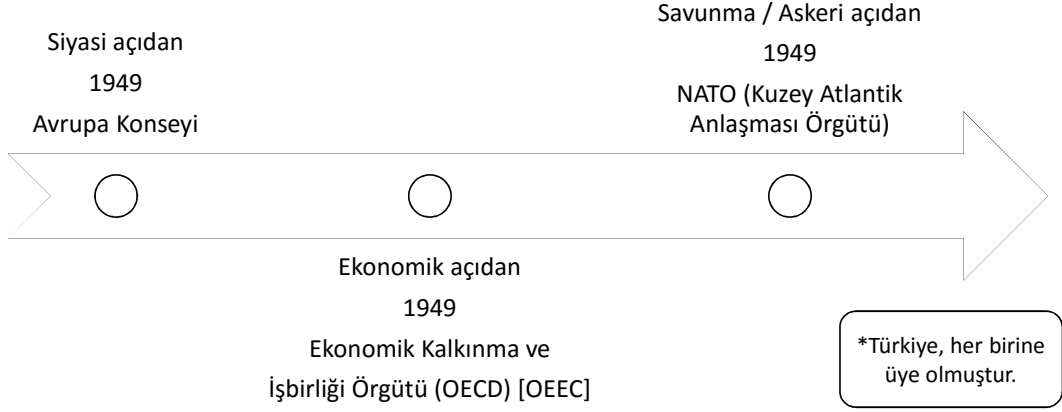 Siyasi açıdan
1949
Avrupa Konseyi
Ekonomik açıdan
1949
Ekonomik Kalkınma ve
İşbirliği Örgütü (OECD) [OEEC]
Savunma / Askeri açıdan
1949
NATO (Kuzey Atlantik
Anlaşması Örgütü)
*Türkiye, her birine
üye olmuştur.